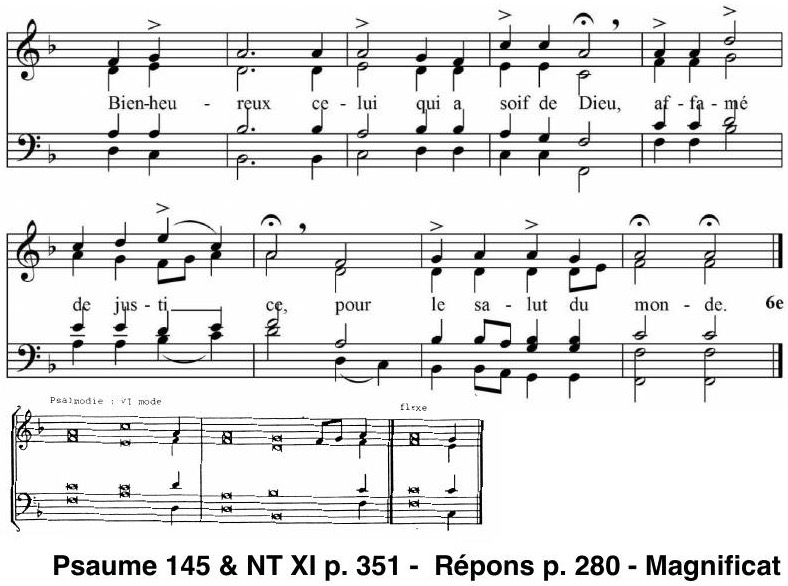 Bien-heu - reux ce - lui qui a soif de Dieu, af - fa - mé
de jus - ti ce, pour le sa - lut du mon - de. 6e
Psalmodie : VI mode flexe
Psaume 145 & NT XI p. 351 - Répons p. 280 - Magnificat